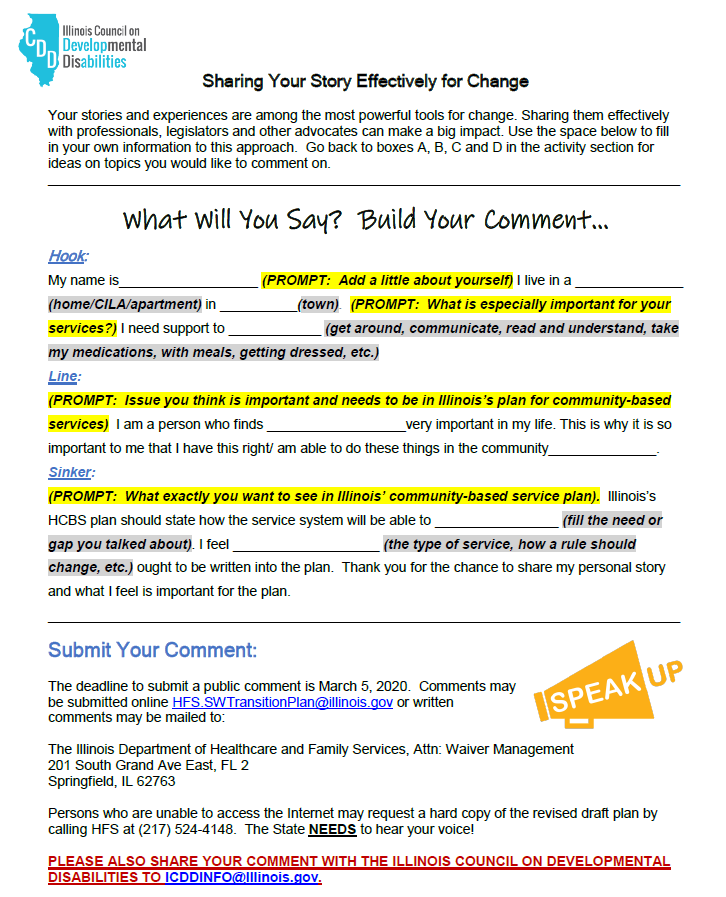 CDD
Illinois Council on
Developmental
Disabilities
Sharing Your Story Effectively for Change
Your stories and experiences are among the most powerful tools for change. Sharing them effectively
with professionals, legislators and other advocates can make a big impact. Use the space below to fill
in your own information to this approach.  Go back to boxes A, B, C and D in the activity section for
ideas on topics you would like to comment on.
What Will You Say?  Build Your Comment...
Hook:
My name is__________________ (PROMPT:  Add a little about yourself) I live in a ______________
(home/CILA/apartment) in __________(town).  (PROMPT:  What is especially important for your
services?) I need support to ____________ (get around, communicate, read and understand, take
my medications, with meals, getting dressed, etc.)
Line:
(PROMPT:  Issue you think is important and needs to be in Illinois's plan for community-based
services)  I am a person who finds __________________very important in my life. This is why it is so
important to me that I have this right/ am able to do these things in the community______________.
Sinker:
(PROMPT:  What exactly you want to see in Illinois' community-based service plan).  Illinois's
HCBS plan should state how the service system will be able to ________________ (fill the need or
gap you talked about). I feel ___________________ (the type of service, how a rule should
change, etc.) ought to be written into the plan.  Thank you for the chance to share my personal story
and what I feel is important for the plan.
Submit Your Comment:
SPEAK UP
The deadline to submit a public comment is March 5, 2020.  Comments may
be submitted online HFS.SWTransitionPlan@illinois.gov or written
comments may be mailed to:
The Illinois Department of Healthcare and Family Services, Attn: Waiver Management
201 South Grand Ave East, FL 2
Springfield, IL 62763
Persons who are unable to access the Internet may request a hard copy of the revised draft plan by
calling HFS at (217) 524-4148.  The State NEEDS to hear your voice!
PLEASE ALSO SHARE YOUR COMMENT WITH THE ILLINOIS COUNCIL ON DEVELOPMENTAL
DISABILITIES TO ICDDINFO@Illinois.gov.